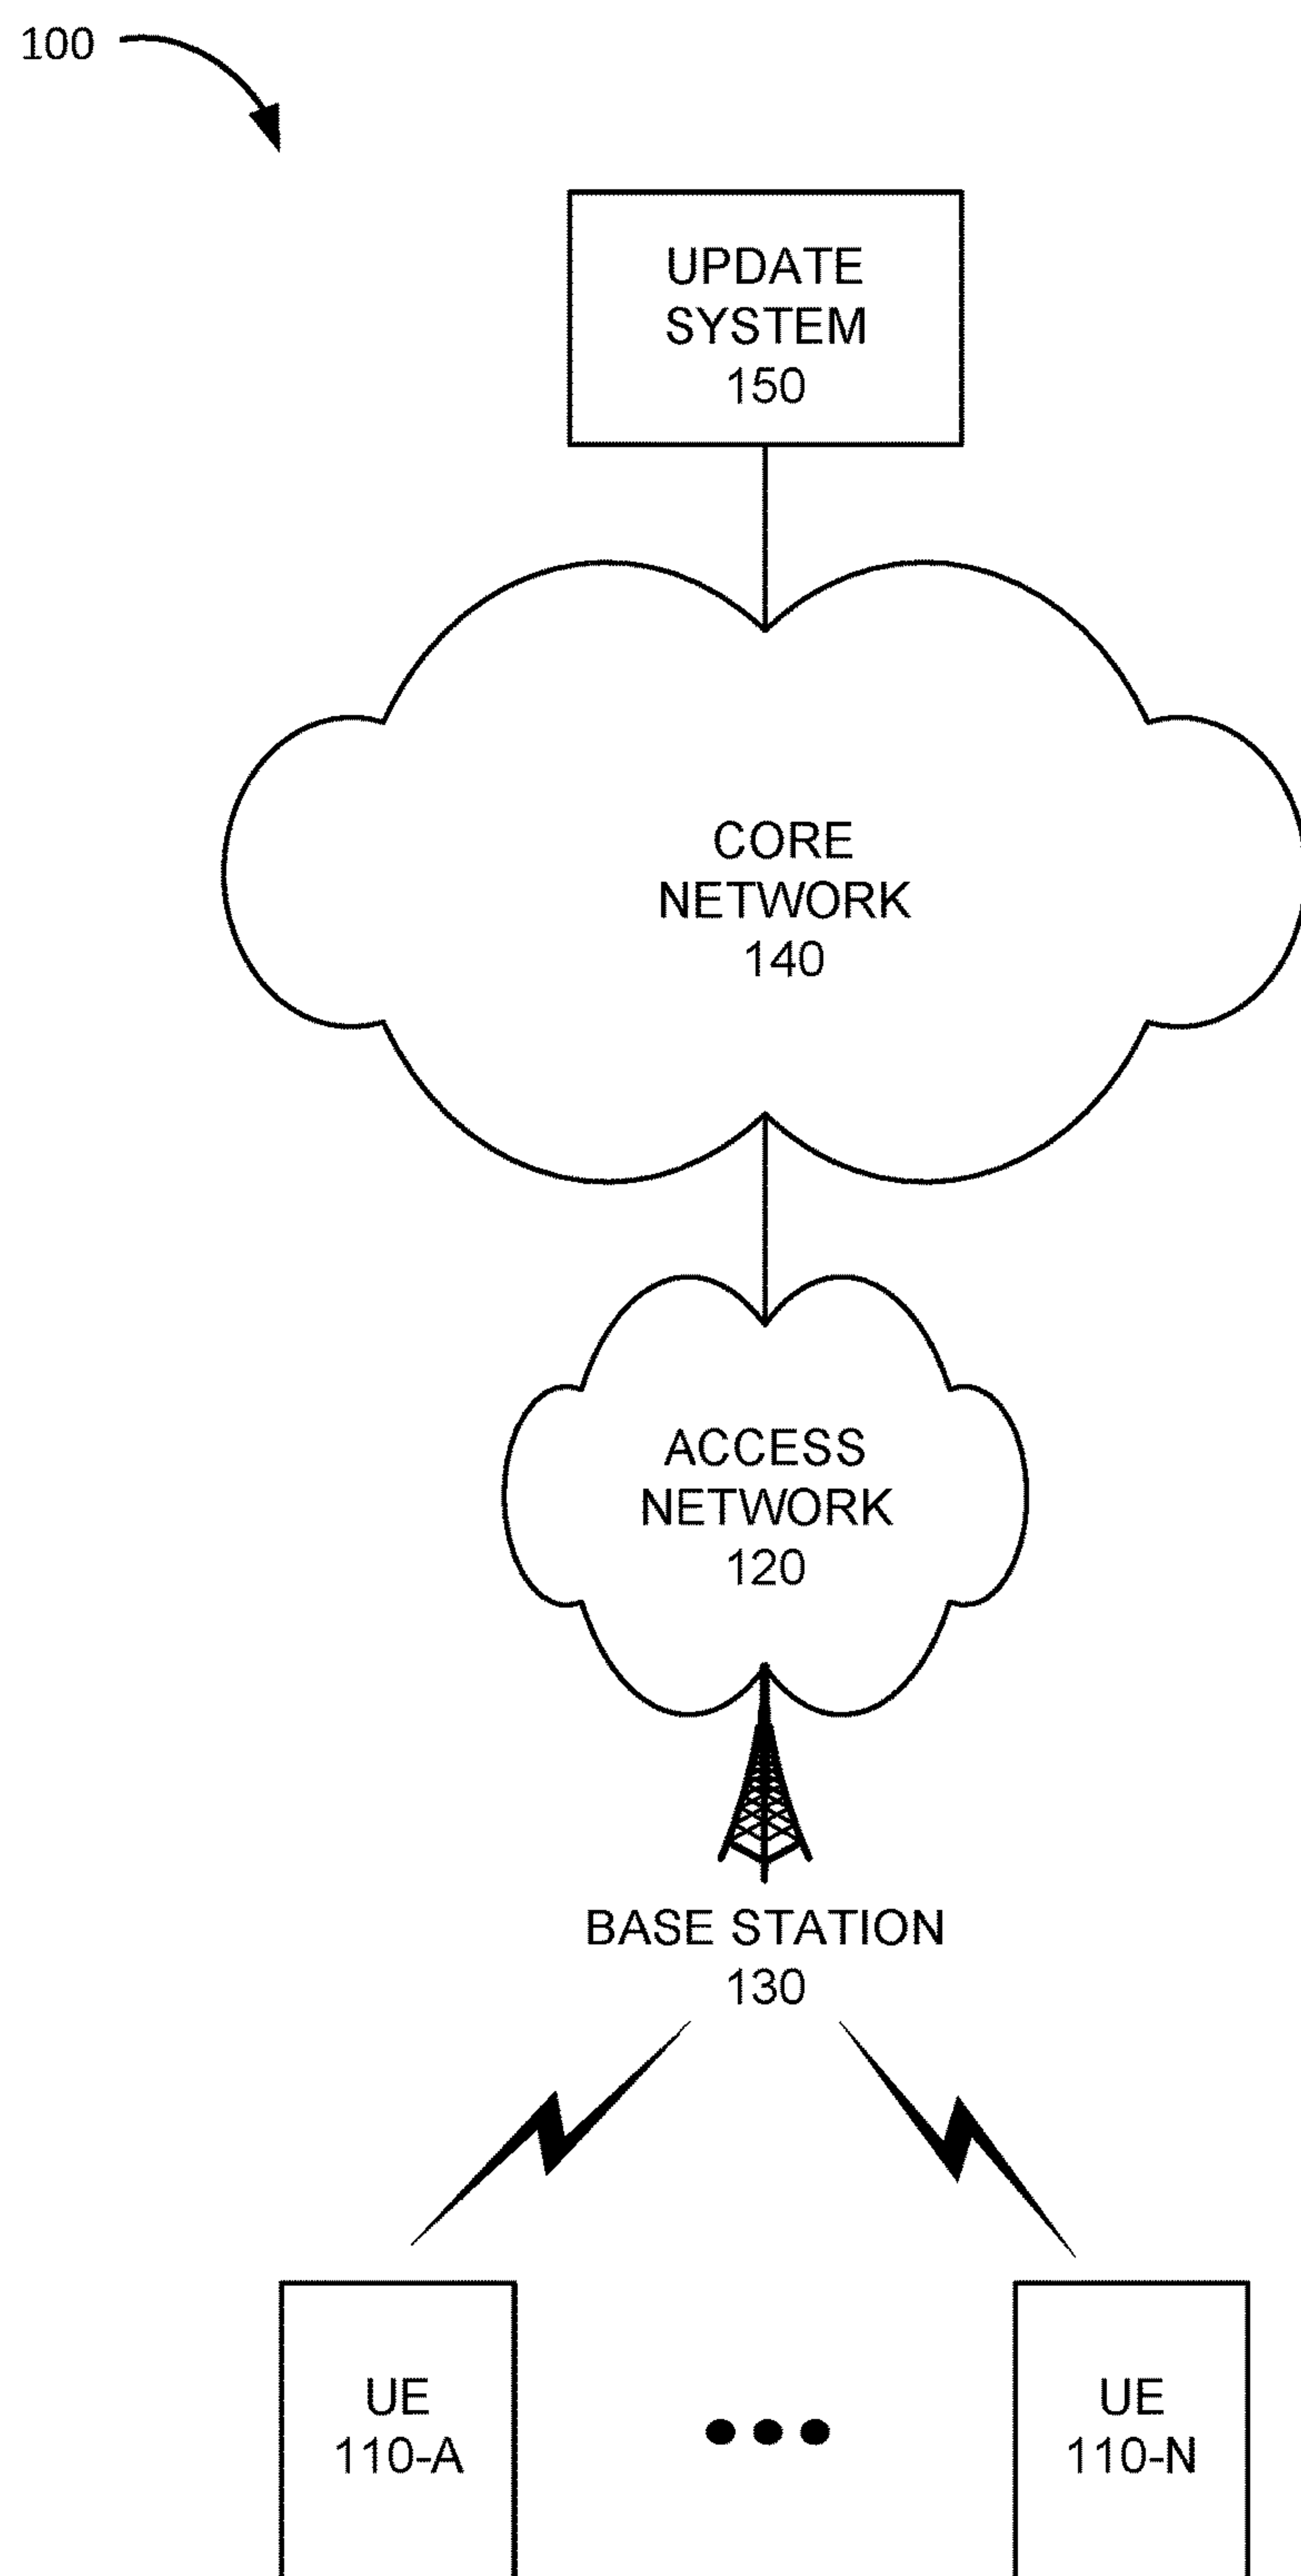 100
UPDATE
SYSTEM
150
CORE
NETWORK
140
ACCESS
NETWORK
120
BASE STATION
130
UE
110-A
UE
110-N